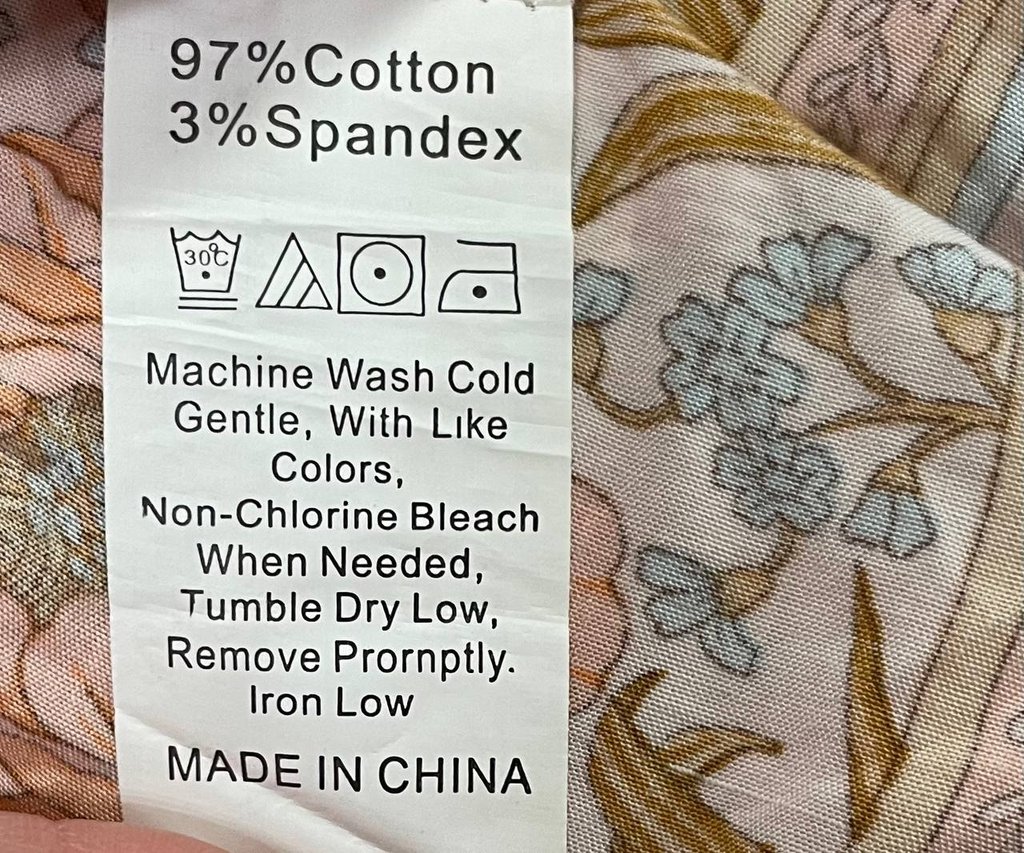 97%Cotton
3%Spandex
30°C
Machine Wash Cold
Gentle, With Lıke
Colors,
Non-Chlorine Bleach
When Needed,
Tumble Dry Low,
Remove Prornptly.
Iron Low
MADE IN CHINA